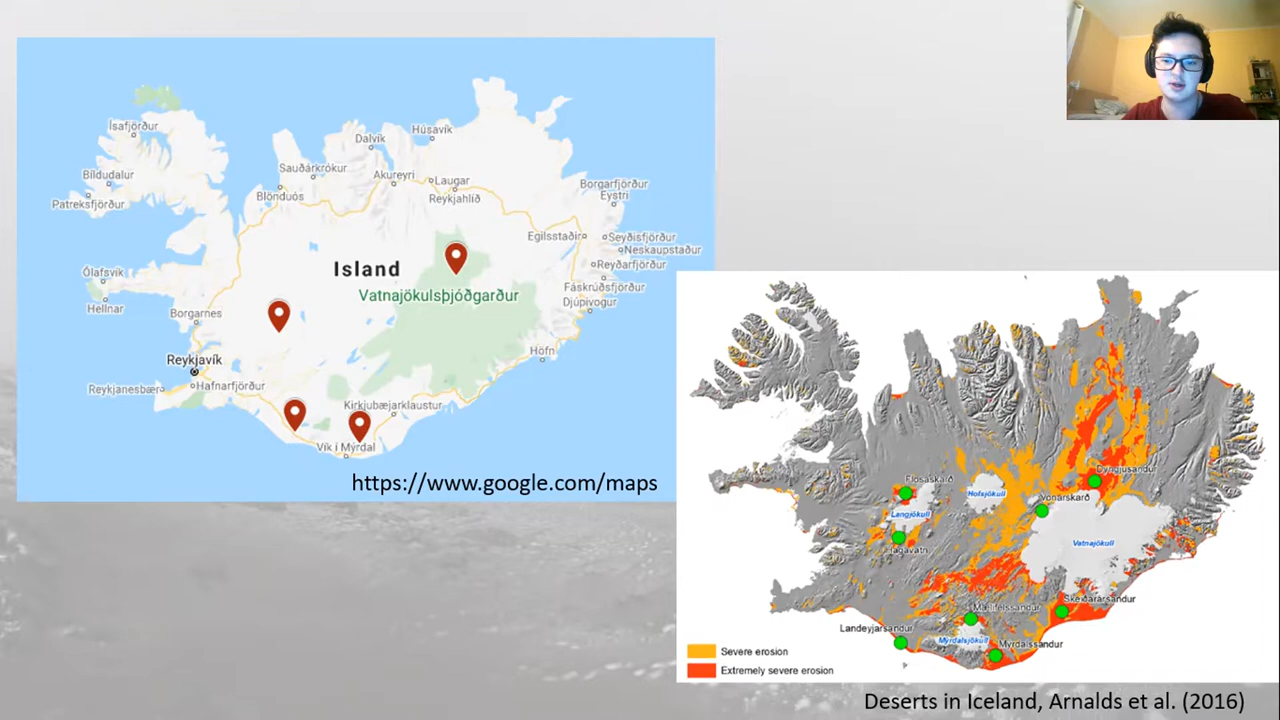 Ísafjörður
Bíldudalur
Patreksfjörður
Ólafsvík
Hellnar
Borgarnes
Reykjavík
Reykjanesbær
Hafnarfjörður
Blönduós
Sauðárkrókur
Dalvík
Akureyri
Húsavík
Laugar
Reykjahlíð
Borgarfjörður
Eystri
Egilsstaðir
Seyðisfjörður
Neskaupstaður
Reyðarfjörður
Fáskrúðsfjörður
Djúpivogur
Höfn
Ísland
Vatnajökulsþjóðgarður
Kirkjubæjarklaustur
Vík í Mýrdal
https://www.google.com/maps
Flosaskarð
Langjökull
Hofsjökull
Dyngjusandur
Vonarskarð
Vatnajökull
Skeiðarársandur
Mælifellssandur
Landeyjarsandur
Mýrdalsjökull
Mýrdalssandur
Severe erosion
Extremely severe erosion
Deserts in Iceland, Arnalds et al. (2016)